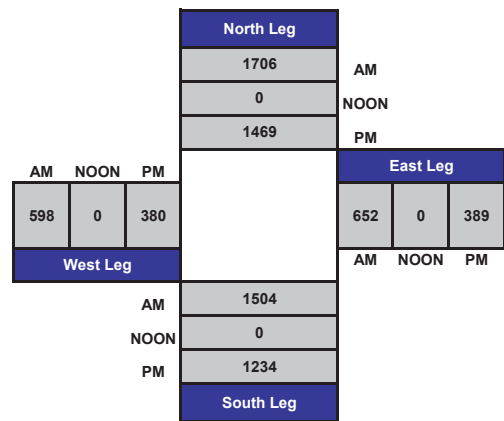 North Leg
1706 AM
0 NOON
1469 PM
AM NOON PM
East Leg
598 0 380
652 0 389
West Leg
AM NOON PM
AM 1504
NOON 0
PM 1234
South Leg